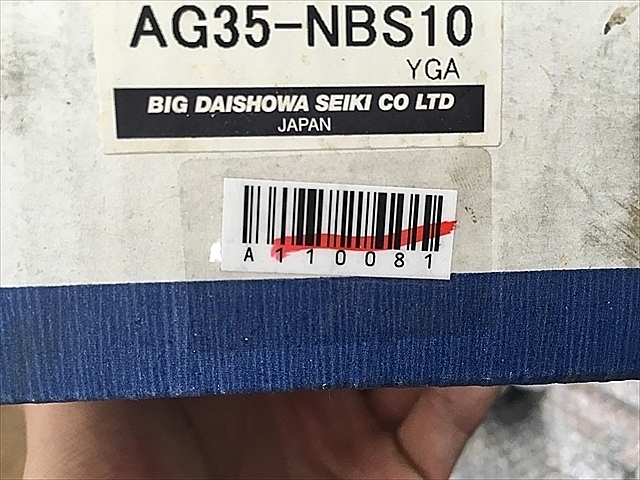 AG35-NBS10
YGA
BIG DAISHOWA SEIKI CO LTD
JAPAN
A110081